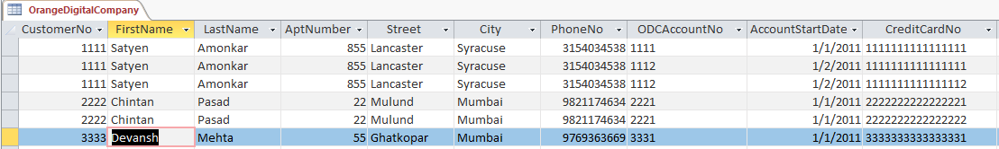 OrangeDigitalCompany
CustomerNo FirstName LastName AptNumber Street City PhoneNo ODCAccountNo AccountStartDate CreditCardNo
1111 Satyen Amonkar 855 Lancaster Syracuse 3154034538 1111 1/1/2011 1111111111111111
1111 Satyen Amonkar 855 Lancaster Syracuse 3154034538 1112 1/2/2011 1111111111111111
1111 Satyen Amonkar 855 Lancaster Syracuse 3154034538 1112 1/2/2011 1111111111111112
2222 Chintan Pasad 22 Mulund Mumbai 9821174634 2221 1/1/2011 2222222222222221
2222 Chintan Pasad 22 Mulund Mumbai 9821174634 2221 1/1/2011 2222222222222222
3333 Devansh Mehta 55 Ghatkopar Mumbai 9769363669 3331 1/1/2011 3333333333333331